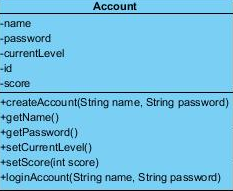 Account
-name
-password
-currentLevel
-id
-score
+createAccount(String name, String password)
+getName()
+getPassword()
+setCurrentLevel()
+setScore(int score)
+loginAccount(String name, String password)